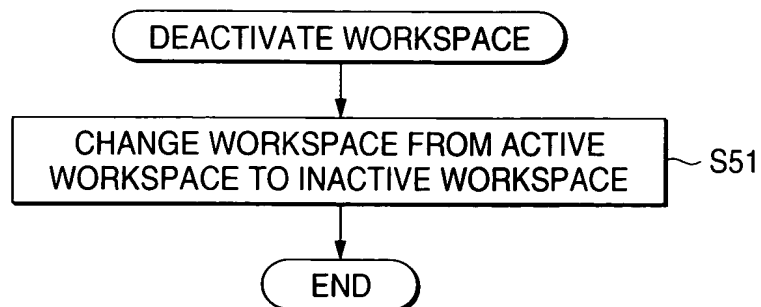 DEACTIVATE WORKSPACE
CHANGE WORKSPACE FROM ACTIVE
WORKSPACE TO INACTIVE WORKSPACE
S51
END